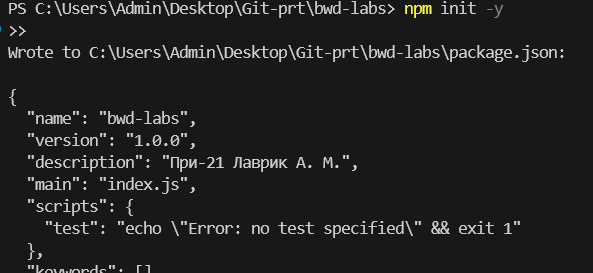 PS C:\Users\Admin\Desktop\Git-prt\bwd-labs> npm init -y
>>
Wrote to C:\Users\Admin\Desktop\Git-prt\bwd-labs\package.json:
{
  "name": "bwd-labs",
  "version": "1.0.0",
  "description": "При-21 Лаврик А. М.",
  "main": "index.js",
  "scripts": {
    "test": "echo \"Error: no test specified\" && exit 1"
  },
  "keywords": [],